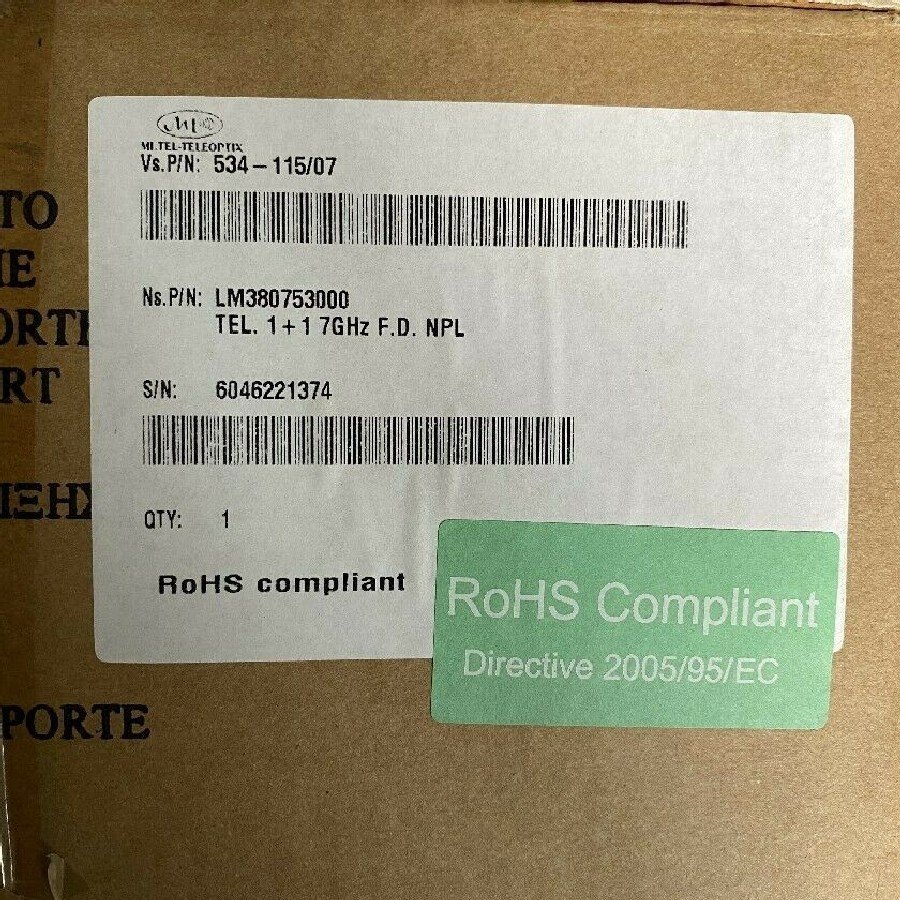 MI.TEL-TELEOPTIX
Vs.P/N: 534-115/07
Ns.P/N: LM380753000
TEL. 1+1 7GHz F.D. NPL
S/N: 6046221374
QTY: 1
RoHS compliant
RoHS Compliant
Directive 2005/95/EC
TO
IE
ORTE
RT
ΙΞΗΣ
PORTE